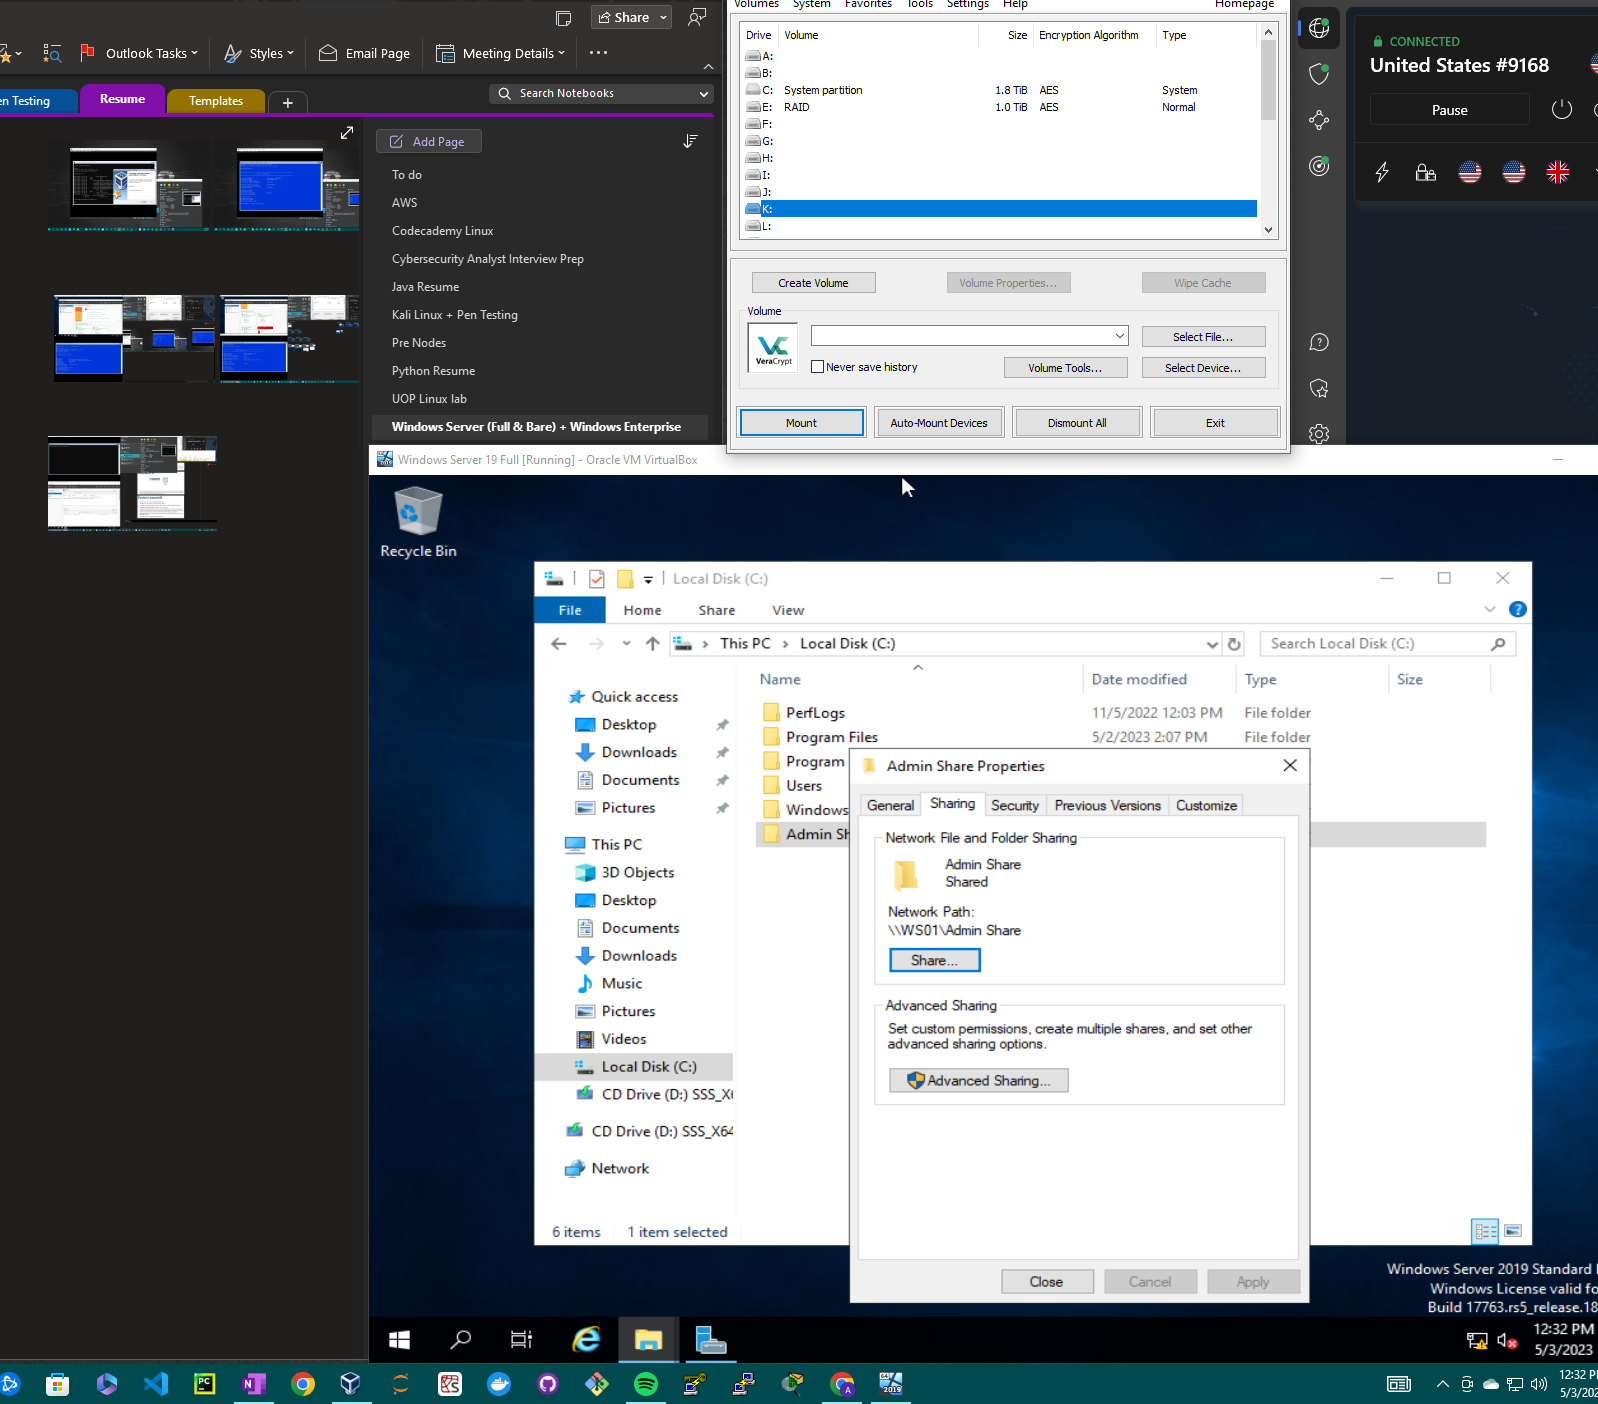 Share
Outlook Tasks
Styles
Email Page
Meeting Details
en Testing
Resume
Templates
Search Notebooks
Add Page
To do
AWS
Codecademy Linux
Cybersecurity Analyst Interview Prep
Java Resume
Kali Linux + Pen Testing
Pre Nodes
Python Resume
UOP Linux lab
Windows Server (Full & Bare) + Windows Enterprise
Volumes System Favorites Tools Settings Help Homepage
Drive Volume Size Encryption Algorithm Type
A:
B:
C: System partition 1.8 TiB AES System
E: RAID 1.0 TiB AES Normal
F:
G:
H:
I:
J:
K:
L:
Create Volume
Volume Properties...
Wipe Cache
Volume
VeraCrypt
Select File...
Never save history
Volume Tools...
Select Device...
Mount
Auto-Mount Devices
Dismount All
Exit
CONNECTED
United States #9168
Pause
Windows Server 19 Full [Running] - Oracle VM VirtualBox
Recycle Bin
Local Disk (C:)
File Home Share View
This PC > Local Disk (C:)
Search Local Disk (C:)
Name Date modified Type Size
Quick access
Desktop
Downloads
Documents
Pictures
This PC
3D Objects
Desktop
Documents
Downloads
Music
Pictures
Videos
Local Disk (C:)
CD Drive (D:) SSS_X6
CD Drive (D:) SSS_X64
Network
PerfLogs 11/5/2022 12:03 PM File folder
Program Files 5/2/2023 2:07 PM File folder
Program
Users
Windows
Admin Sh
6 items 1 item selected
Admin Share Properties
General Sharing Security Previous Versions Customize
Network File and Folder Sharing
Admin Share
Shared
Network Path:
\\WS01\Admin Share
Share...
Advanced Sharing
Set custom permissions, create multiple shares, and set other
advanced sharing options.
Advanced Sharing...
Close Cancel Apply
Windows Server 2019 Standard
Windows License valid fo
Build 17763.rs5_release.18
12:32 PM
5/3/2023
PC
2019
12:32 P
5/3/202